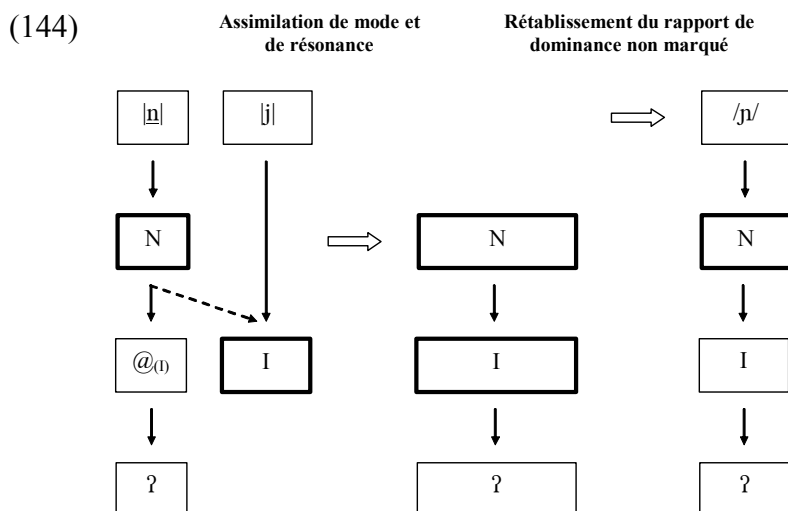 (144)
Assimilation de mode et
de résonance
Rétablissement du rapport de
dominance non marqué
|n̲| |j| /ɲ/
N N N
@(I) I I I
ʔ ʔ ʔ